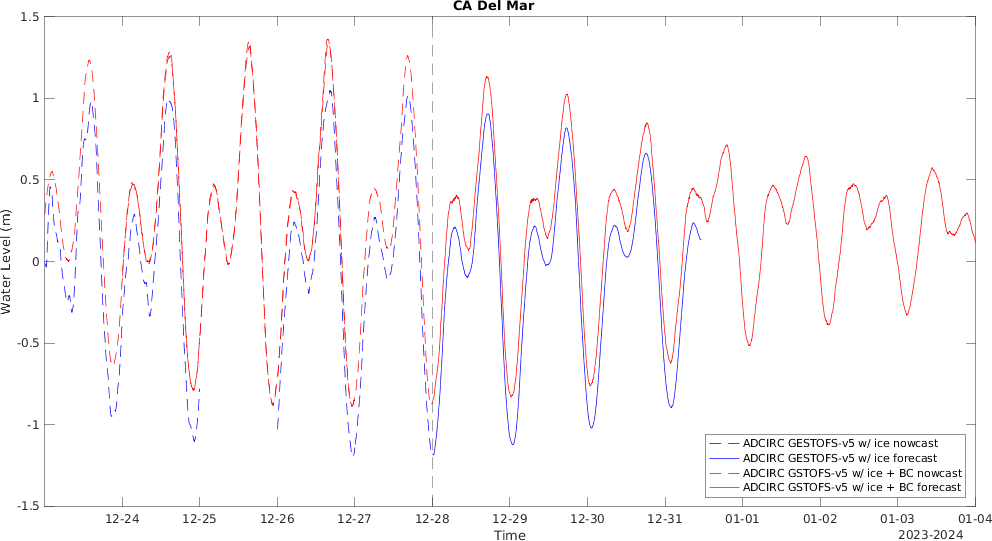 CA Del Mar
1.5
1
0.5
0
-0.5
-1
-1.5
Water Level (m)
12-24 12-25 12-26 12-27 12-28 12-29 12-30 12-31 01-01 01-02 01-03 01-04
Time
2023-2024
ADCIRC GESTOFS-v5 w/ ice nowcast
ADCIRC GESTOFS-v5 w/ ice forecast
ADCIRC GSTOFS-v5 w/ ice + BC nowcast
ADCIRC GSTOFS-v5 w/ ice + BC forecast